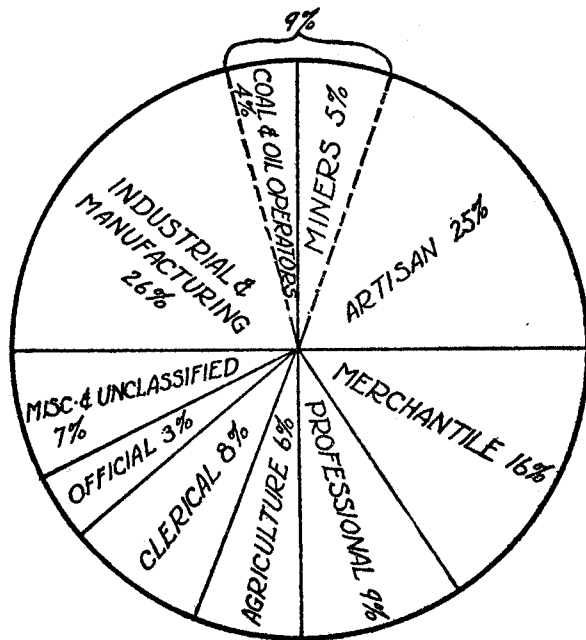 9%
COAL & OIL OPERATORS
4%
MINERS 5%
ARTISAN 25%
MERCHANTILE 16%
PROFESSIONAL 9%
AGRICULTURE 6%
CLERICAL 8%
OFFICIAL 3%
MISC. & UNCLASSIFIED
7%
INDUSTRIAL &
MANUFACTURING
26%